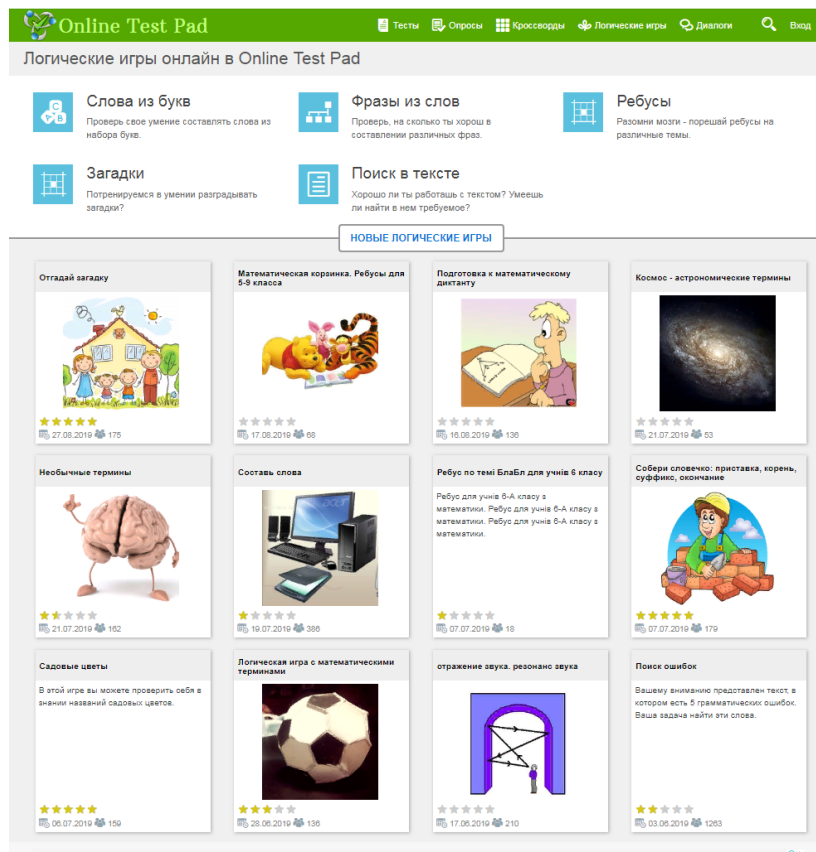 Online Test Pad
Тесты Опросы Кроссворды Логические игры Диалоги Вход
Логические игры онлайн в Online Test Pad
Слова из букв
Проверь свое умение составлять слова из
набора букв.
Фразы из слов
Проверь, на сколько ты хорош в
составлении различных фраз.
Ребусы
Разомни мозги - порешай ребусы на
различные темы.
Загадки
Потренируемся в умении разгрдывать
загадки?
Поиск в тексте
Хорошо ли ты работашь с текстом? Умеешь
ли найти в нем требуемое?
НОВЫЕ ЛОГИЧЕСКИЕ ИГРЫ
Отгадай загадку
27.08.2019 175
Математическая корзинка. Ребусы для
5-9 класса
17.08.2019 68
Подготовка к математическому
диктанту
16.08.2019 136
Космос - астрономические термины
21.07.2019 53
Необычные термины
21.07.2019 162
Составь слова
acer
19.07.2019 386
Ребус по темі БлаБл для учнів 6 класу
Ребус для учнів 6-А класу з
математики. Ребус для учнів 6-А класу з
математики. Ребус для учнів 6-А класу з
математики.
07.07.2019 18
Собери словечко: приставка, корень,
суффикс, окончание
07.07.2019 179
Садовые цветы
В этой игре вы можете проверить себя в
знании названий садовых цветов.
06.07.2019 159
Логическая игра с математическими
терминами
28.06.2019 136
отражение звука. резонанс звука
17.06.2019 210
Поиск ошибок
Вашему вниманию представлен текст, в
котором есть 5 грамматических ошибок.
Ваша задача найти эти слова.
03.06.2019 1263